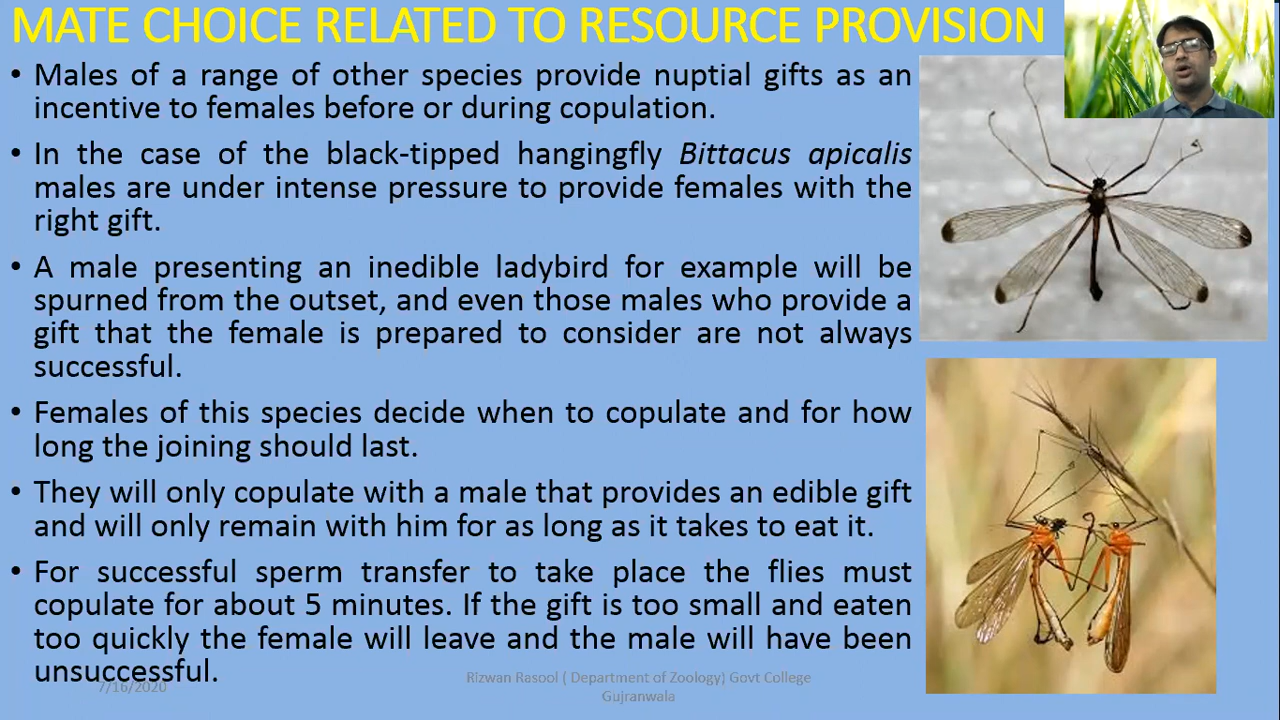 MATE CHOICE RELATED TO RESOURCE PROVISION
• Males of a range of other species provide nuptial gifts as an
incentive to females before or during copulation.
• In the case of the black-tipped hangingfly Bittacus apicalis
males are under intense pressure to provide females with the
right gift.
• A male presenting an inedible ladybird for example will be
spurned from the outset, and even those males who provide a
gift that the female is prepared to consider are not always
successful.
• Females of this species decide when to copulate and for how
long the joining should last.
• They will only copulate with a male that provides an edible gift
and will only remain with him for as long as it takes to eat it.
• For successful sperm transfer to take place the flies must
copulate for about 5 minutes. If the gift is too small and eaten
too quickly the female will leave and the male will have been
unsuccessful.
7/16/2020
Rizwan Rasool ( Department of Zoology) Govt College
Gujranwala